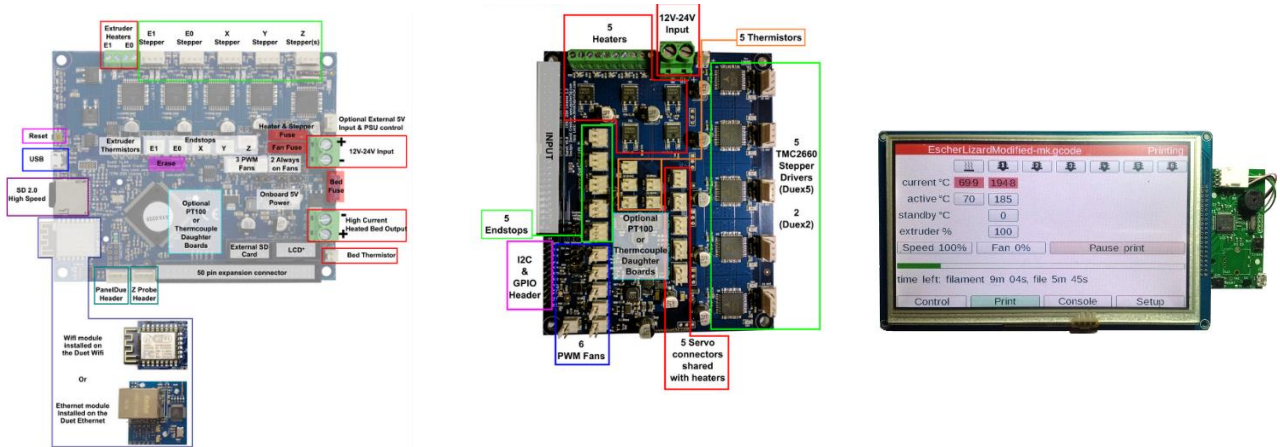 Extruder
Heaters
E1 E0
E1
Stepper
E0
Stepper
X
Stepper
Y
Stepper
Z
Stepper(s)
Optional External 5V
Input & PSU control
Reset
USB
SD 2.0
High Speed
Extruder
Thermistors
Endstops
E1 E0 X Y Z
Erase
3 PWM
Fans
2 Always
on Fans
Heater & Stepper
Fuse
Fan Fuse
+
12V-24V Input
-
Bed
Fuse
Onboard 5V
Power
Optional
PT100
or
Thermcouple
Daughter
Boards
-
High Current
Heated Bed Output
+
External SD
Card
LCD*
Bed Thermistor
50 pin expansion connector
PanelDue
Header
Z Probe
Header
Wifi module
installed on
the Duet Wifi
Or
Ethernet module
installed on the
Duet Ethernet
5
Heaters
12V-24V
Input
5 Thermistors
INPUT
5
TMC2660
Stepper
Drivers
(Duex5)
2
(Duex2)
5
Endstops
Optional
PT100
or
Thermcouple
Daughter
Boards
I2C
&
GPIO
Header
6
PWM Fans
5 Servo
connectors
shared
with heaters
EscherLizardModified-mk.gcode Printing
current °C 69.9 194.8
active °C 70 185
standby °C 0
extruder % 100
Speed 100% Fan 0% Pause print
time left: filament 9m 04s, file 5m 45s
Control Print Console Setup